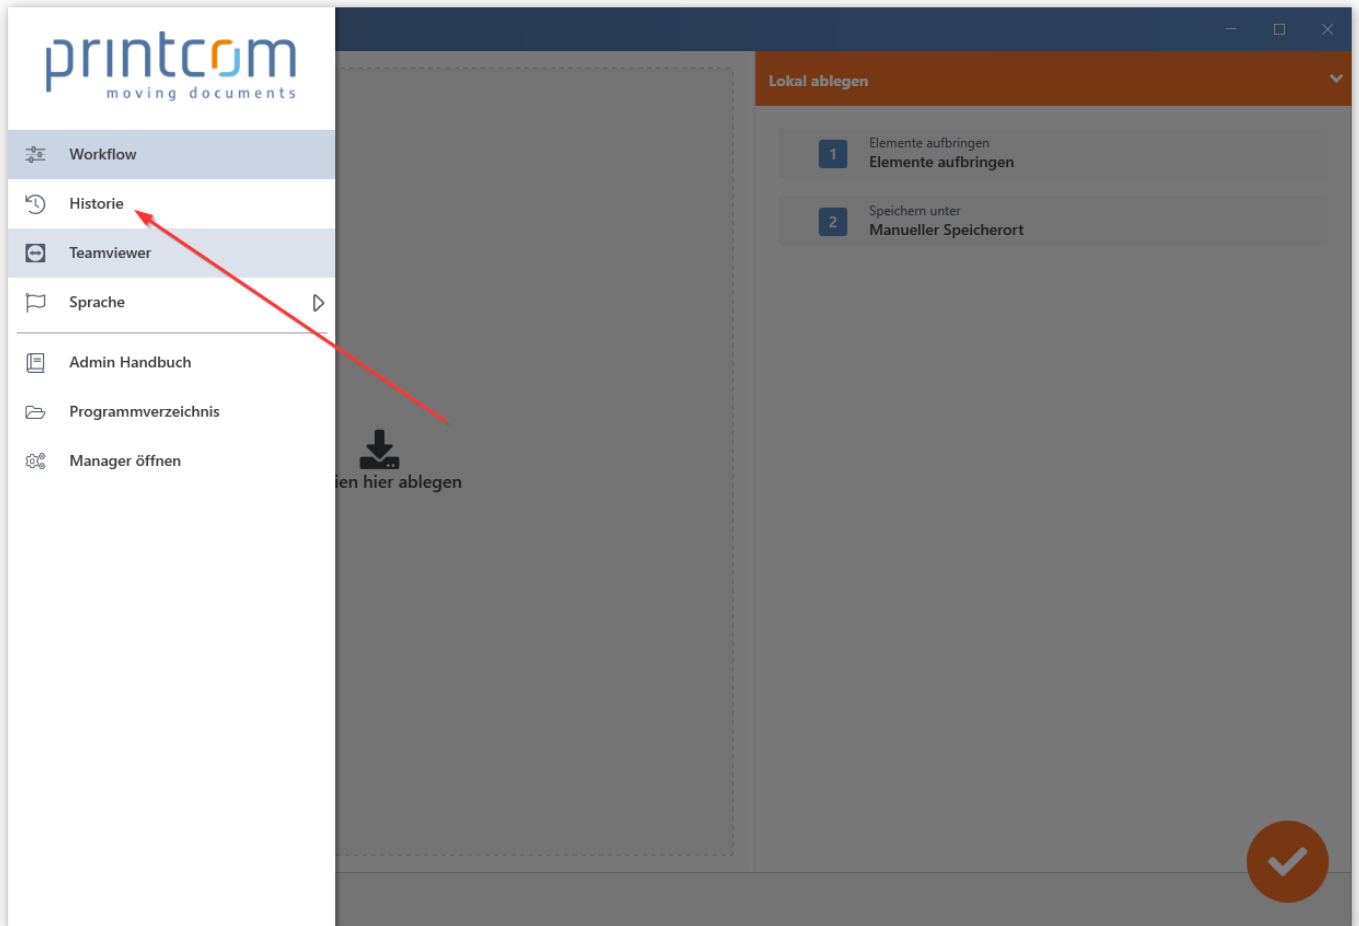 printcom
moving documents
Workflow
Historie
Teamviewer
Sprache
Admin Handbuch
Programmverzeichnis
Manager öffnen
ien hier ablegen
Lokal ablegen
1
Elemente aufbringen
Elemente aufbringen
2
Speichern unter
Manueller Speicherort